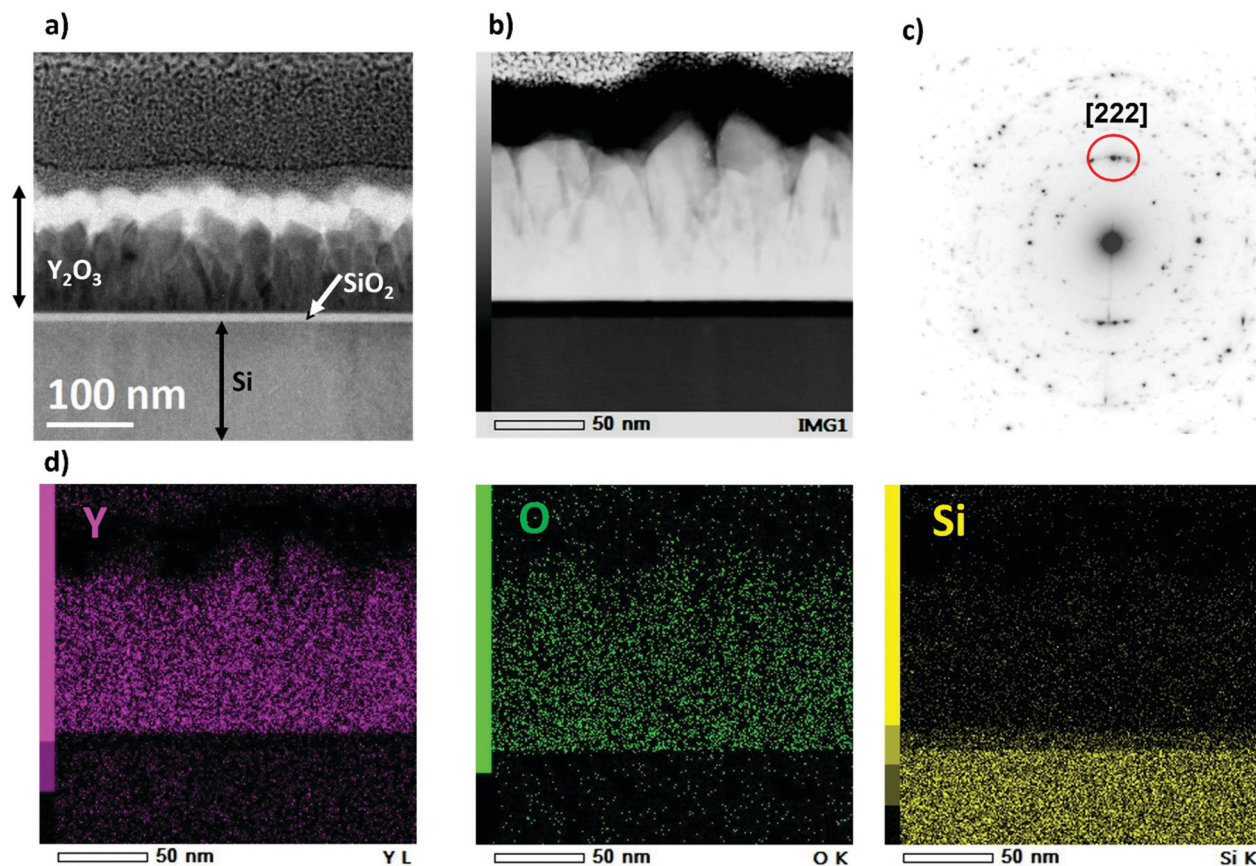 a)
b)
c)
Y₂O₃
SiO₂
Si
100 nm
50 nm
IMG1
[222]
d)
Y
O
Si
50 nm
Y L
50 nm
O K
50 nm
Si K